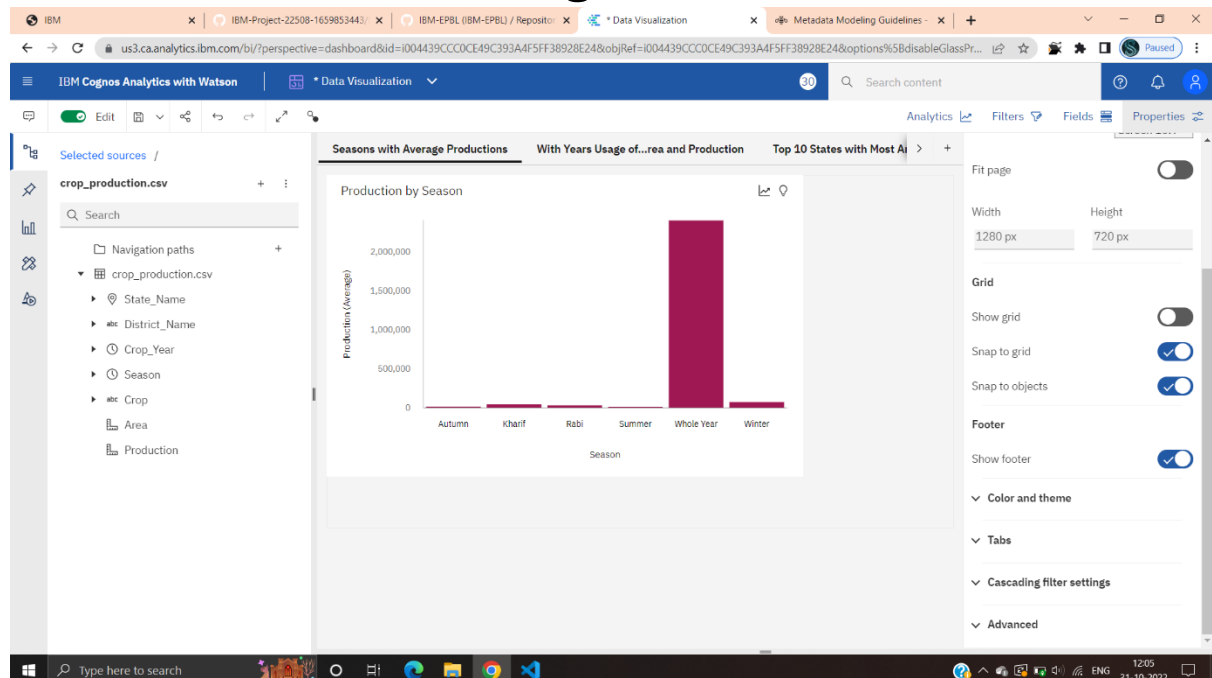 IBM
IBM-Project-22508-1659853443/
IBM-EPBL (IBM-EPBL) / Repositor
* Data Visualization
Metadata Modeling Guidelines -
us3.ca.analytics.ibm.com/bi/?perspective=dashboard&id=i004439CCC0CE49C393A4F5FF38928E24&objRef=i004439CCC0CE49C393A4F5FF38928E24&options%5BdisableGlassPr...
Paused
IBM Cognos Analytics with Watson
* Data Visualization
30
Search content
Edit
Analytics
Filters
Fields
Properties
Selected sources /
crop_production.csv
Search
Navigation paths
crop_production.csv
State_Name
abc District_Name
Crop_Year
Season
abc Crop
Area
Production
Seasons with Average Productions
With Years Usage of...rea and Production
Top 10 States with Most Ar
Production by Season
Production (Average)
2,000,000
1,500,000
1,000,000
500,000
0
Autumn
Kharif
Rabi
Summer
Whole Year
Winter
Season
Fit page
Width
Height
1280 px
720 px
Grid
Show grid
Snap to grid
Snap to objects
Footer
Show footer
Color and theme
Tabs
Cascading filter settings
Advanced
Type here to search
ENG
12:05